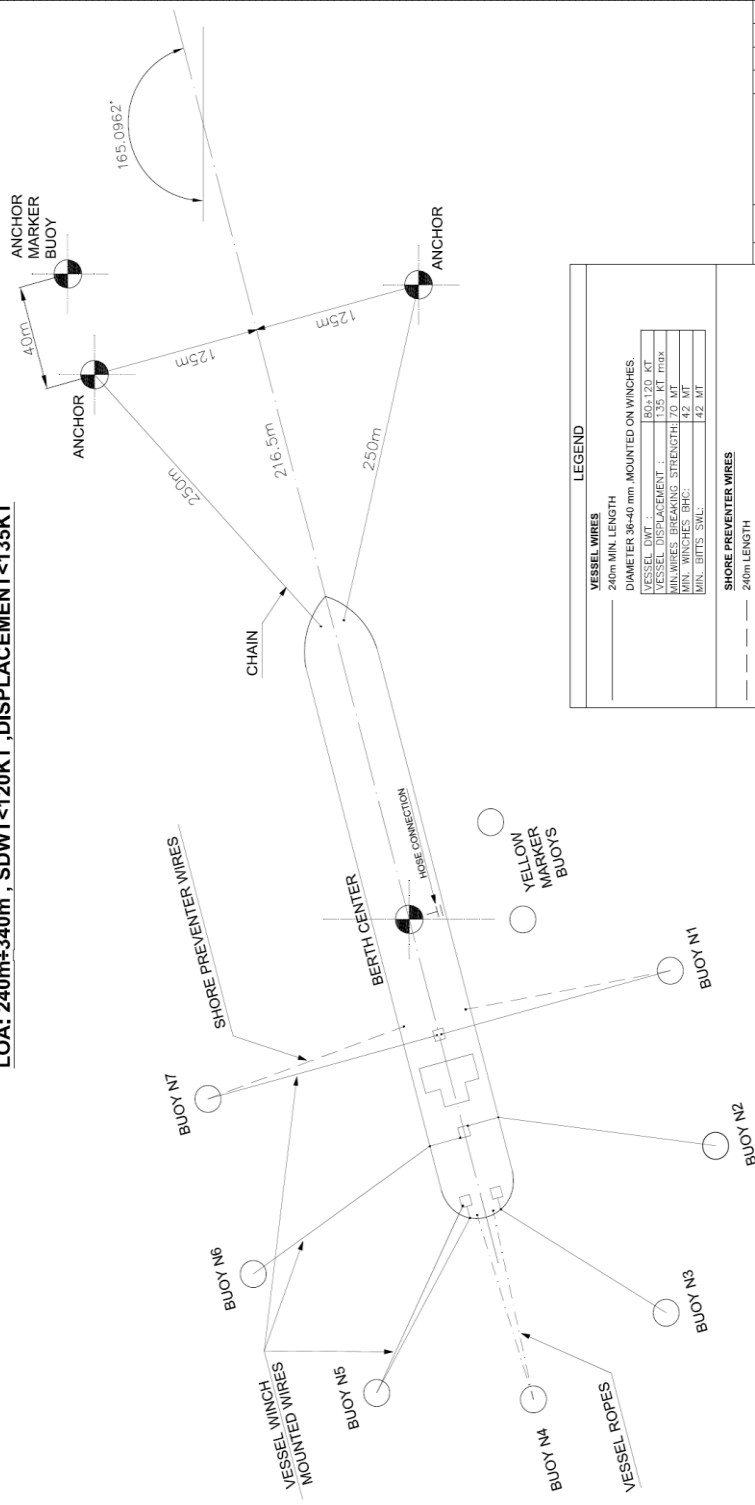 LOA: 240m÷340m , SDWT<120KT ,DISPLACEMENT<135KT
165.0962°
ANCHOR
MARKER
BUOY
40m
ANCHOR
125m
125m
ANCHOR
250m
216.5m
250m
CHAIN
SHORE PREVENTER WIRES
BERTH CENTER
HOSE CONNECTION
YELLOW
MARKER
BUOYS
BUOY N7
BUOY N1
BUOY N6
BUOY N2
VESSEL WINCH
MOUNTED WIRES
BUOY N5
BUOY N3
BUOY N4
VESSEL ROPES
LEGEND
VESSEL WIRES
240m MIN. LENGTH
DIAMETER 36÷40 mm ,MOUNTED ON WINCHES.
VESSEL DWT : 80÷120 KT
VESSEL DISPLACEMENT : 135 KT max
MIN.WIRES BREAKING STRENGTH: 70 MT
MIN. WINCHES BHC: 42 MT
MIN. BITTS SWL: 42 MT
SHORE PREVENTER WIRES
240m LENGTH